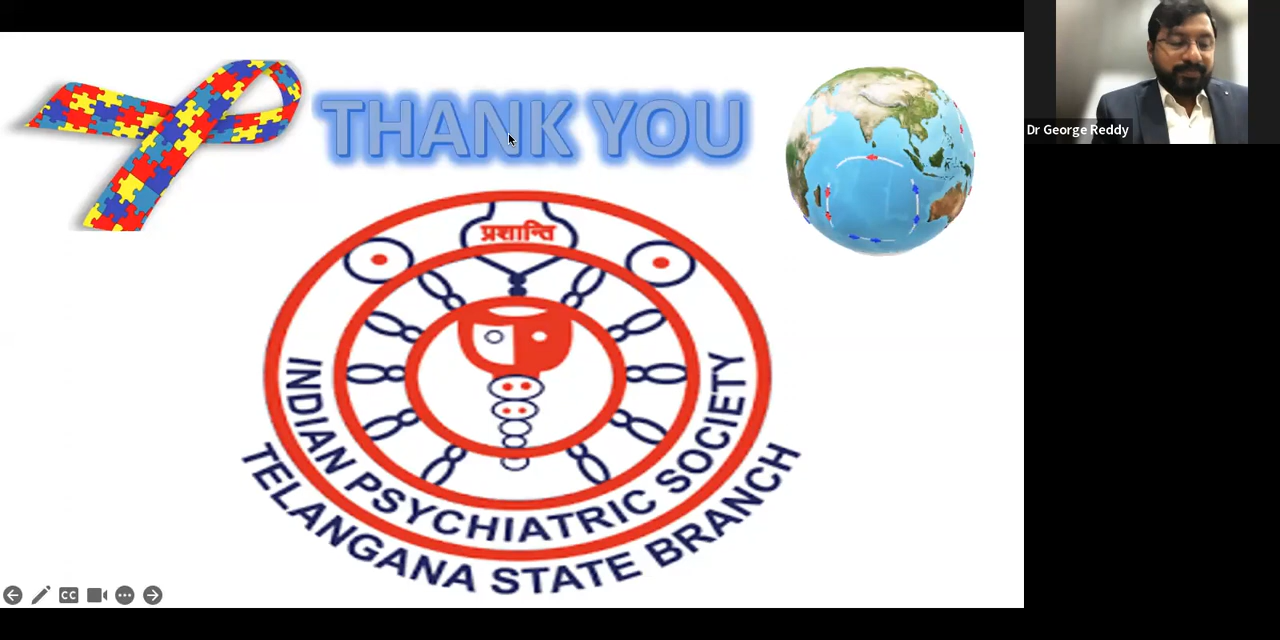 THANK YOU
Dr George Reddy
प्रशान्ति
INDIAN PSYCHIATRIC SOCIETY
TELANGANA STATE BRANCH
CC